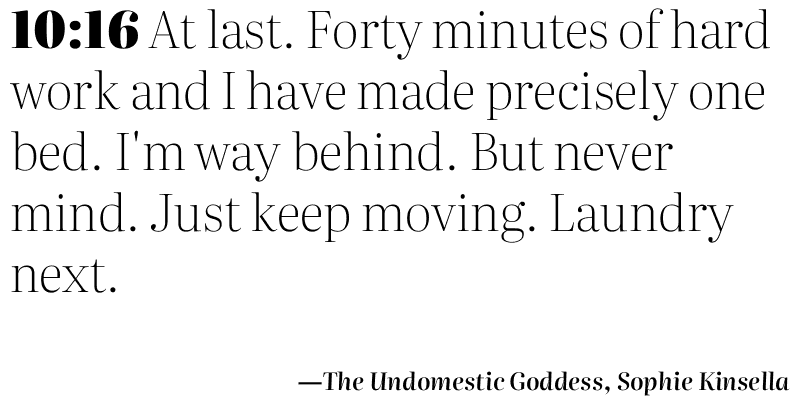 10:16 At last. Forty minutes of hard
work and I have made precisely one
bed. I'm way behind. But never
mind. Just keep moving. Laundry
next.
—The Undomestic Goddess, Sophie Kinsella